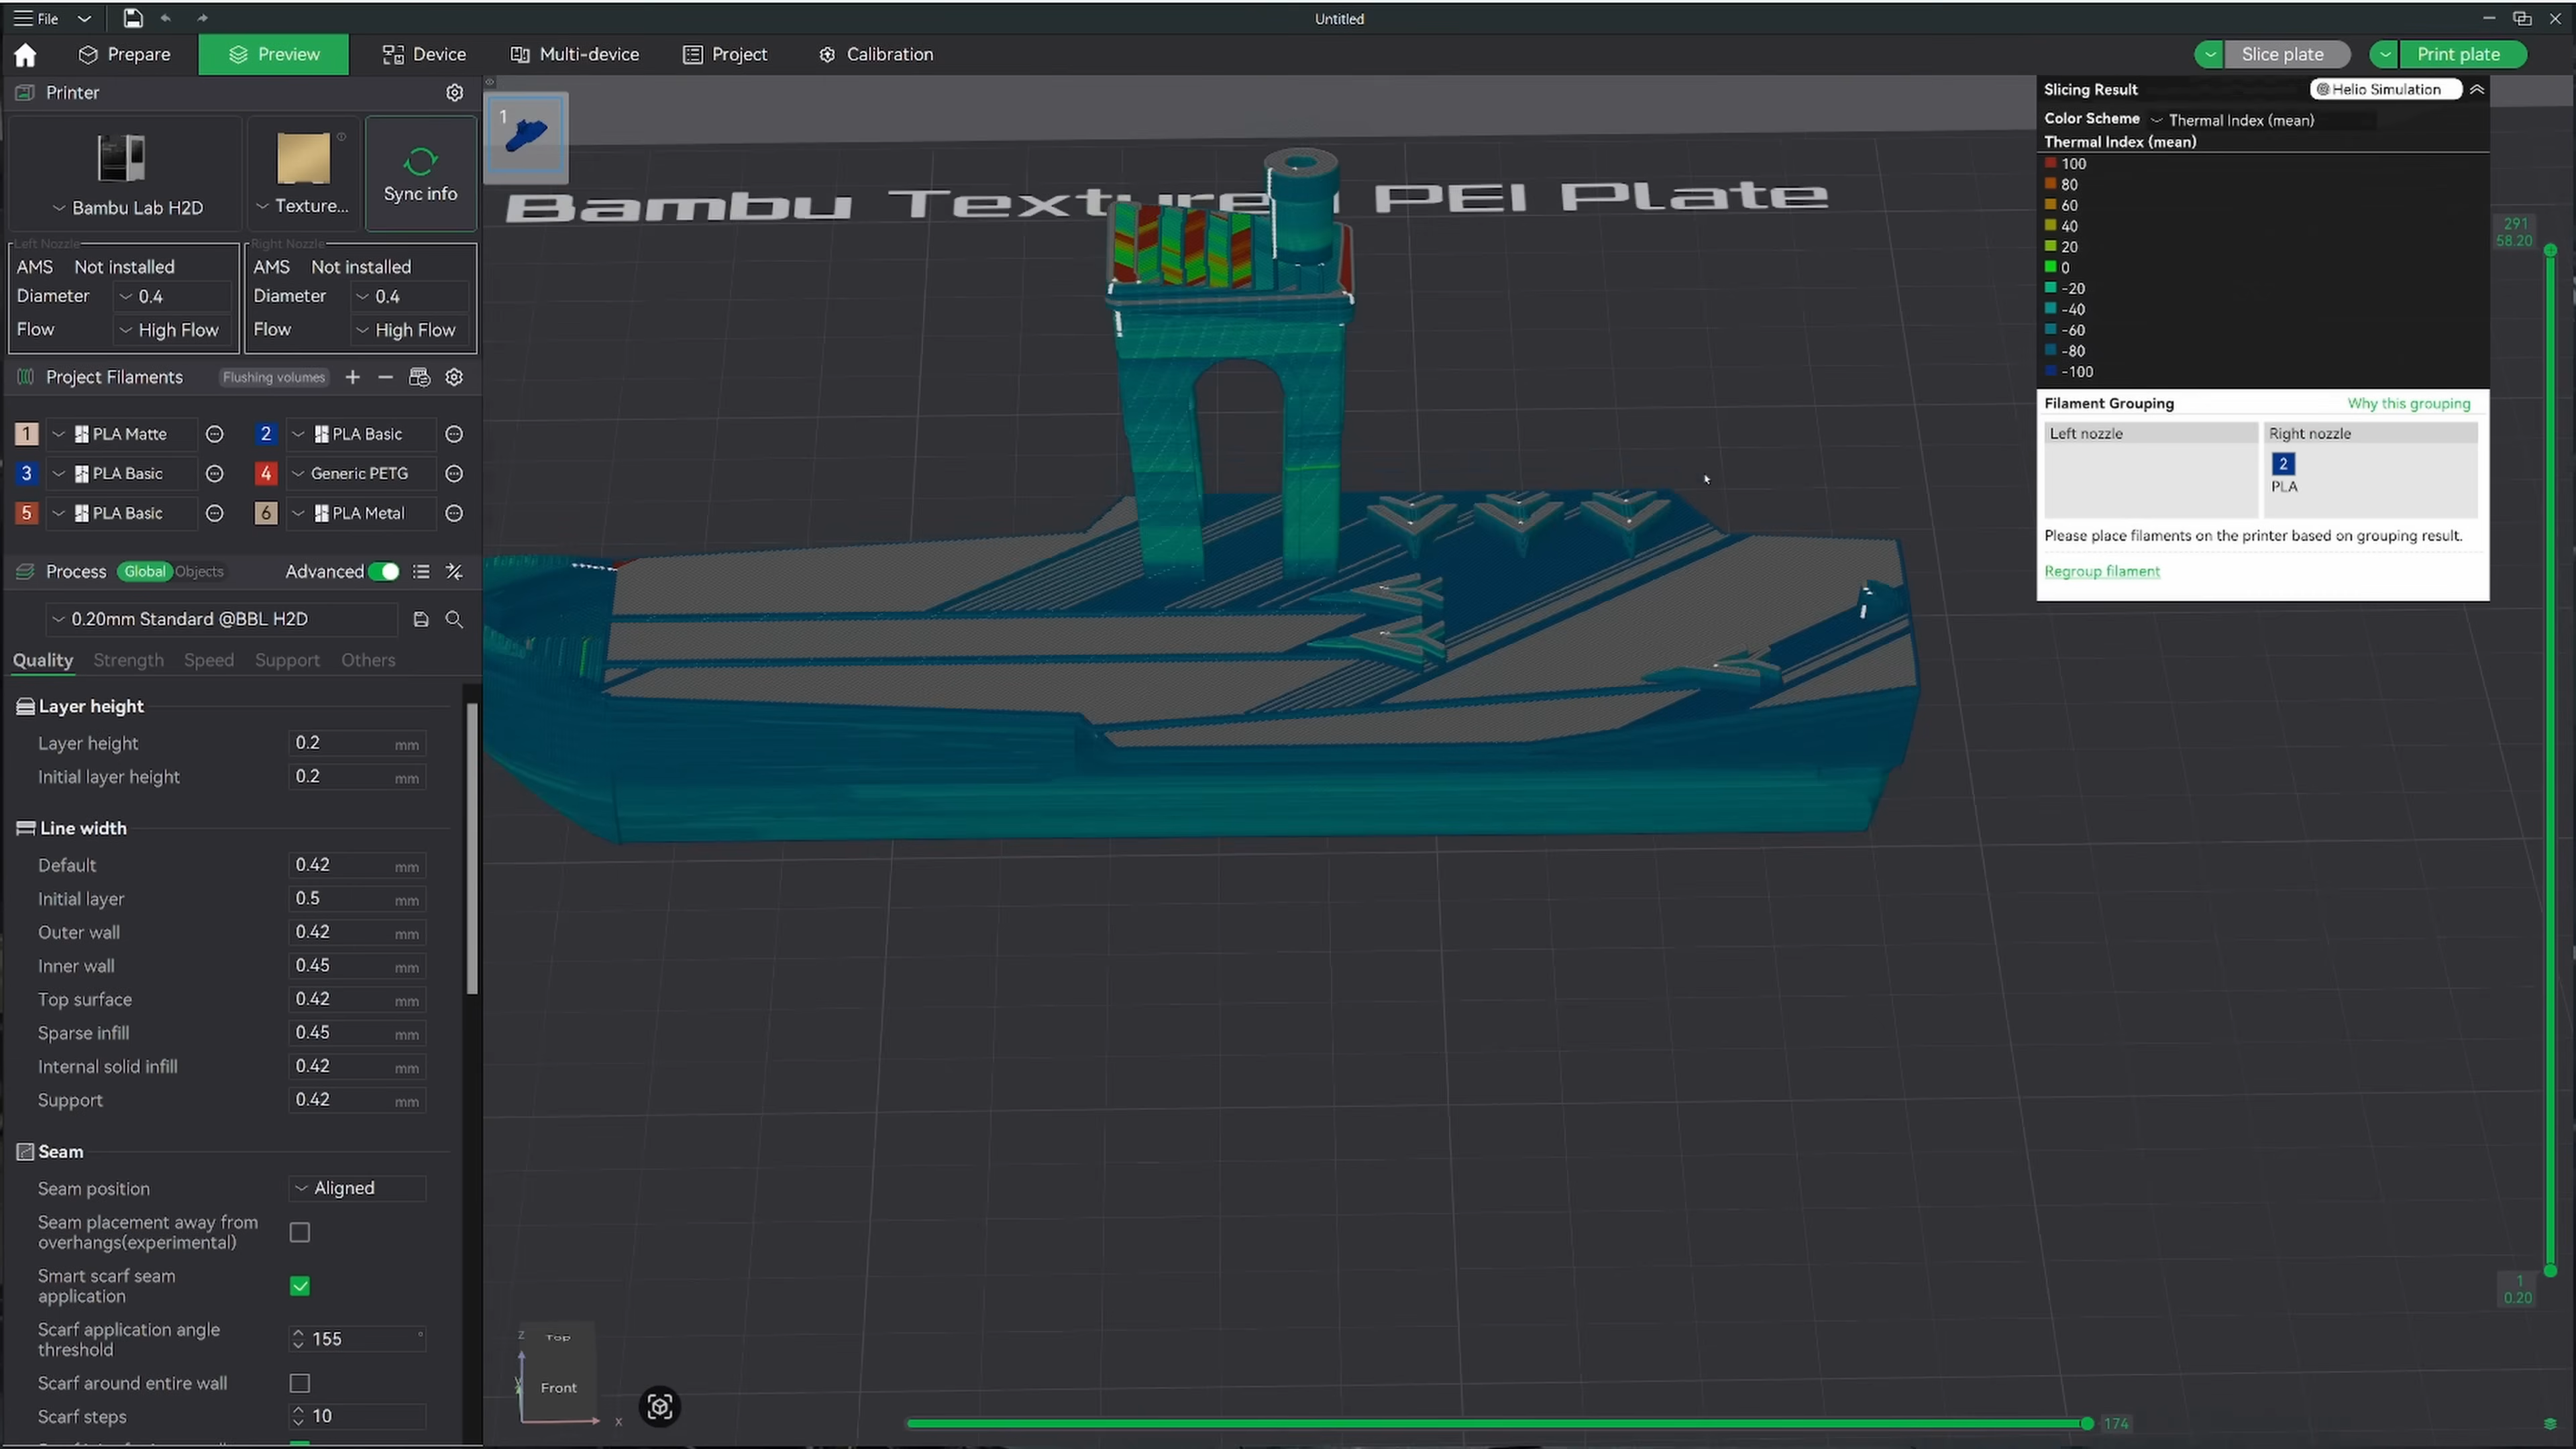 File
Untitled
Prepare
Preview
Device
Multi-device
Project
Calibration
Slice plate
Print plate
Printer
Bambu Lab H2D
Texture...
Sync info
Left Nozzle
AMS Not installed
Diameter 0.4
Flow High Flow
Right Nozzle
AMS Not installed
Diameter 0.4
Flow High Flow
Project Filaments
Flushing volumes
1 PLA Matte
2 PLA Basic
3 PLA Basic
4 Generic PETG
5 PLA Basic
6 PLA Metal
Process Global Objects
Advanced
0.20mm Standard @BBL H2D
Quality Strength Speed Support Others
Layer height
Layer height 0.2 mm
Initial layer height 0.2 mm
Line width
Default 0.42 mm
Initial layer 0.5 mm
Outer wall 0.42 mm
Inner wall 0.45 mm
Top surface 0.42 mm
Sparse infill 0.45 mm
Internal solid infill 0.42 mm
Support 0.42 mm
Seam
Seam position Aligned
Seam placement away from
overhangs(experimental)
Smart scarf seam
application
Scarf application angle
threshold 155 °
Scarf around entire wall
Scarf steps 10
1
Bambu Texture PEI Plate
Slicing Result
Helio Simulation
Color Scheme Thermal Index (mean)
Thermal Index (mean)
100
80
60
40
20
0
-20
-40
-60
-80
-100
Filament Grouping
Why this grouping
Left nozzle
Right nozzle
2
PLA
Please place filaments on the printer based on grouping result.
Regroup filament
291
58.20
1
0.20
174
Z
Top
Front
X